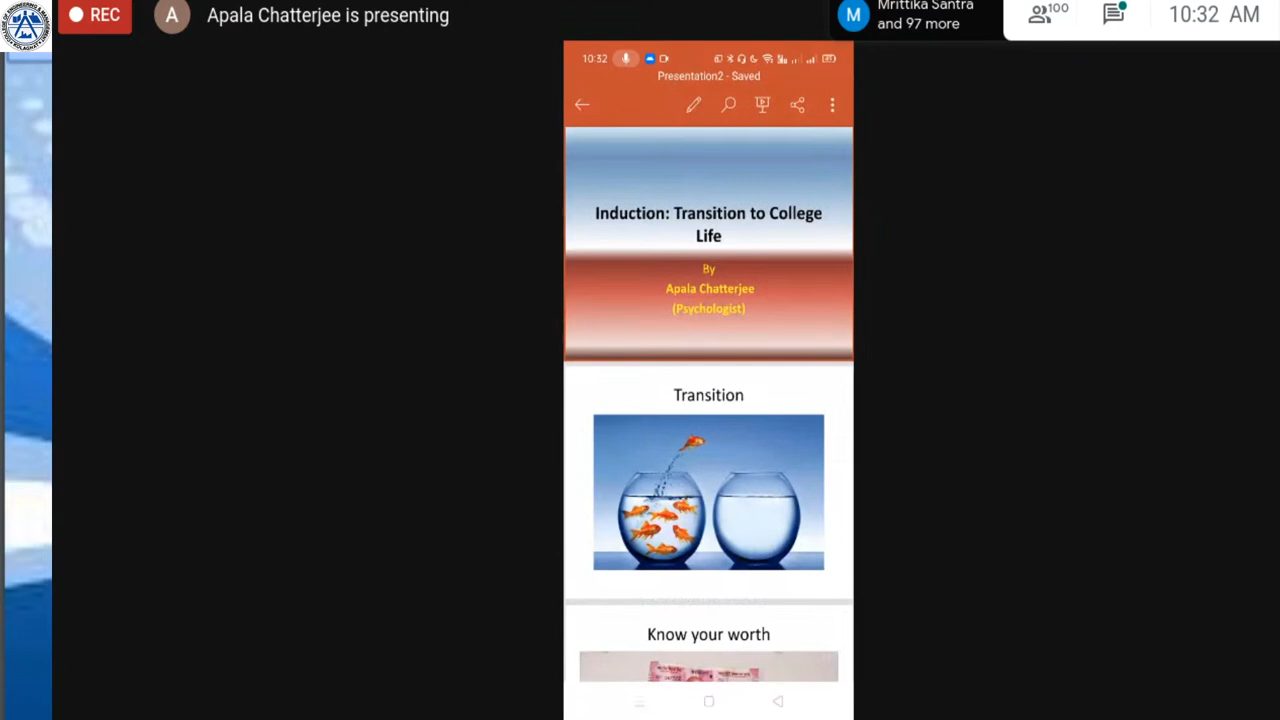 REC
A
Apala Chatterjee is presenting
M
Mrittika Santra
and 97 more
100
10:32 AM
10:32
Presentation2 - Saved
Induction: Transition to College
Life
By
Apala Chatterjee
(Psychologist)
Transition
Know your worth